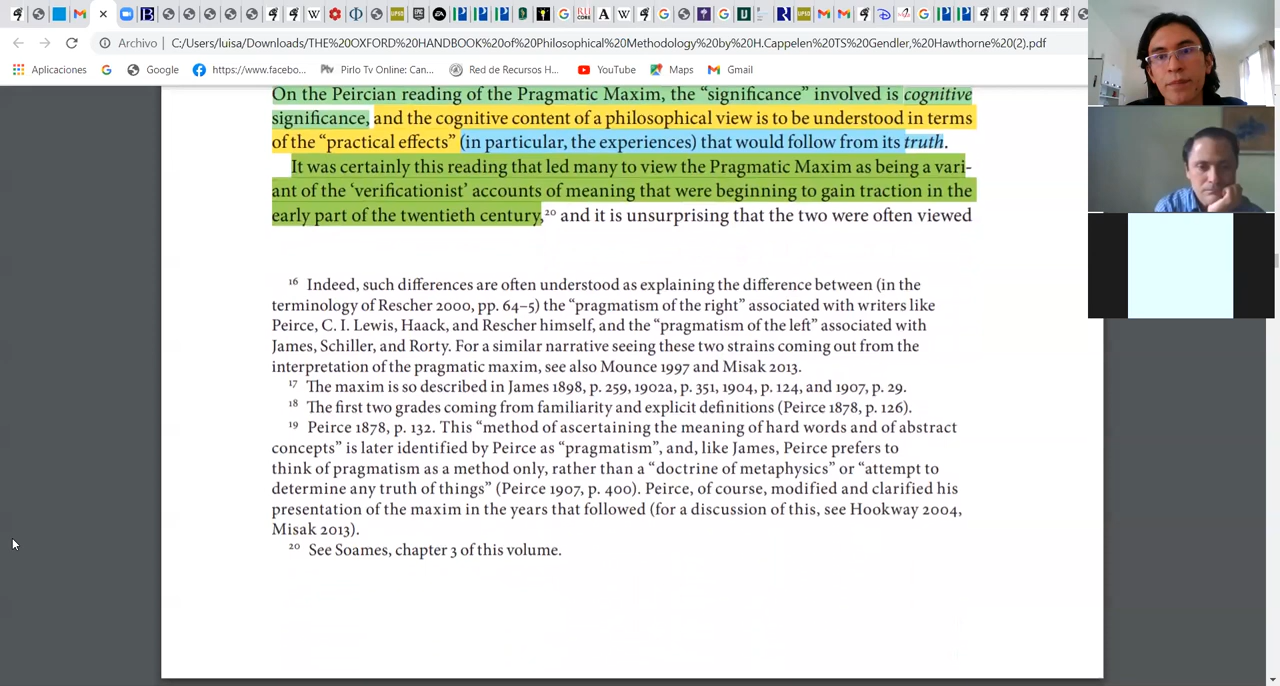 Archivo
C:/Users/luisa/Downloads/THE%20OXFORD%20HANDBOOK%20of%20Philosophical%20Methodology%20by%20H.Cappelen%20TS%20Gendler,%20Hawthorne%20(2).pdf
Aplicaciones
Google
https://www.facebo...
Pirlo Tv Online: Can...
Red de Recursos H...
YouTube
Maps
Gmail
On the Peircian reading of the Pragmatic Maxim, the “significance” involved is cognitive
significance, and the cognitive content of a philosophical view is to be understood in terms
of the “practical effects” (in particular, the experiences) that would follow from its truth.
It was certainly this reading that led many to view the Pragmatic Maxim as being a vari-
ant of the ‘verificationist’ accounts of meaning that were beginning to gain traction in the
early part of the twentieth century,20 and it is unsurprising that the two were often viewed
16 Indeed, such differences are often understood as explaining the difference between (in the
terminology of Rescher 2000, pp. 64–5) the “pragmatism of the right” associated with writers like
Peirce, C. I. Lewis, Haack, and Rescher himself, and the “pragmatism of the left” associated with
James, Schiller, and Rorty. For a similar narrative seeing these two strains coming out from the
interpretation of the pragmatic maxim, see also Mounce 1997 and Misak 2013.
17 The maxim is so described in James 1898, p. 259, 1902a, p. 351, 1904, p. 124, and 1907, p. 29.
18 The first two grades coming from familiarity and explicit definitions (Peirce 1878, p. 126).
19 Peirce 1878, p. 132. This “method of ascertaining the meaning of hard words and of abstract
concepts” is later identified by Peirce as “pragmatism”, and, like James, Peirce prefers to
think of pragmatism as a method only, rather than a “doctrine of metaphysics” or “attempt to
determine any truth of things” (Peirce 1907, p. 400). Peirce, of course, modified and clarified his
presentation of the maxim in the years that followed (for a discussion of this, see Hookway 2004,
Misak 2013).
20 See Soames, chapter 3 of this volume.